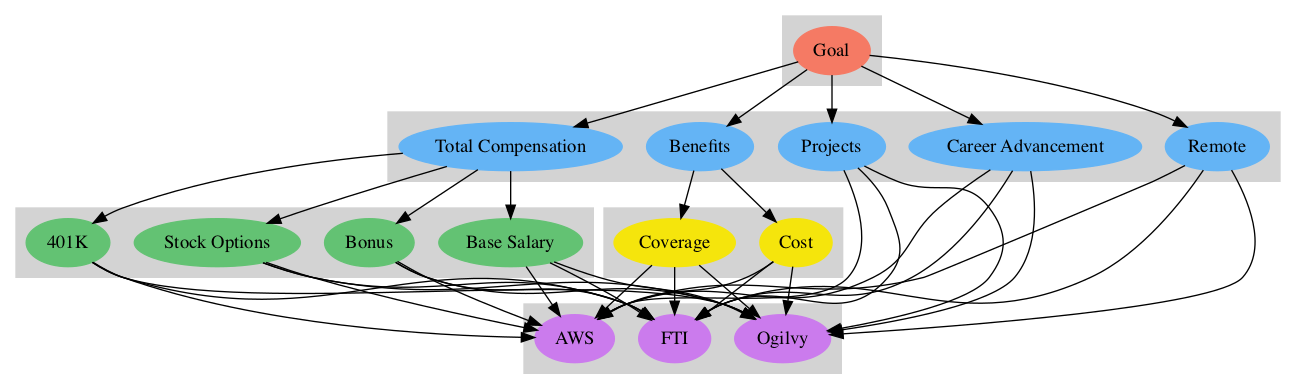 Goal
Total Compensation
Benefits
Projects
Career Advancement
Remote
401K
Stock Options
Bonus
Base Salary
Coverage
Cost
AWS
FTI
Ogilvy